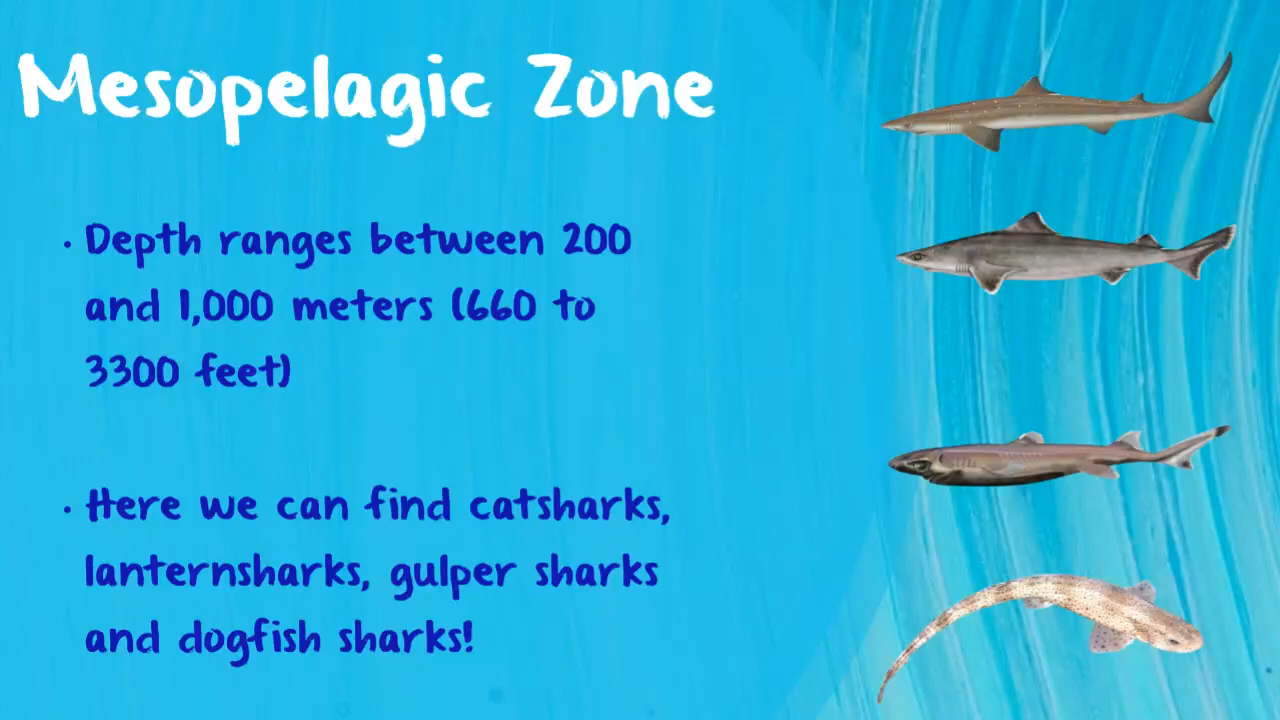 Mesopelagic Zone
· Depth ranges between 200
and 1,000 meters (660 to
3300 feet)
· Here we can find catsharks,
lanternsharks, gulper sharks
and dogfish sharks!